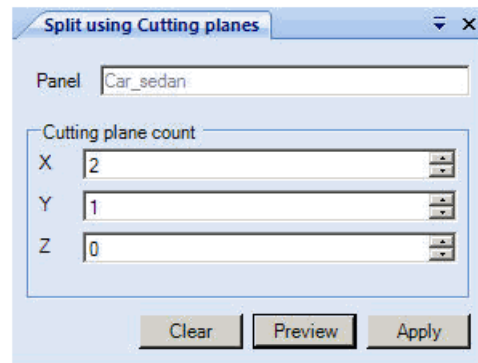 Split using Cutting planes
Panel Car_sedan
Cutting plane count
X 2
Y 1
Z 0
Clear Preview Apply